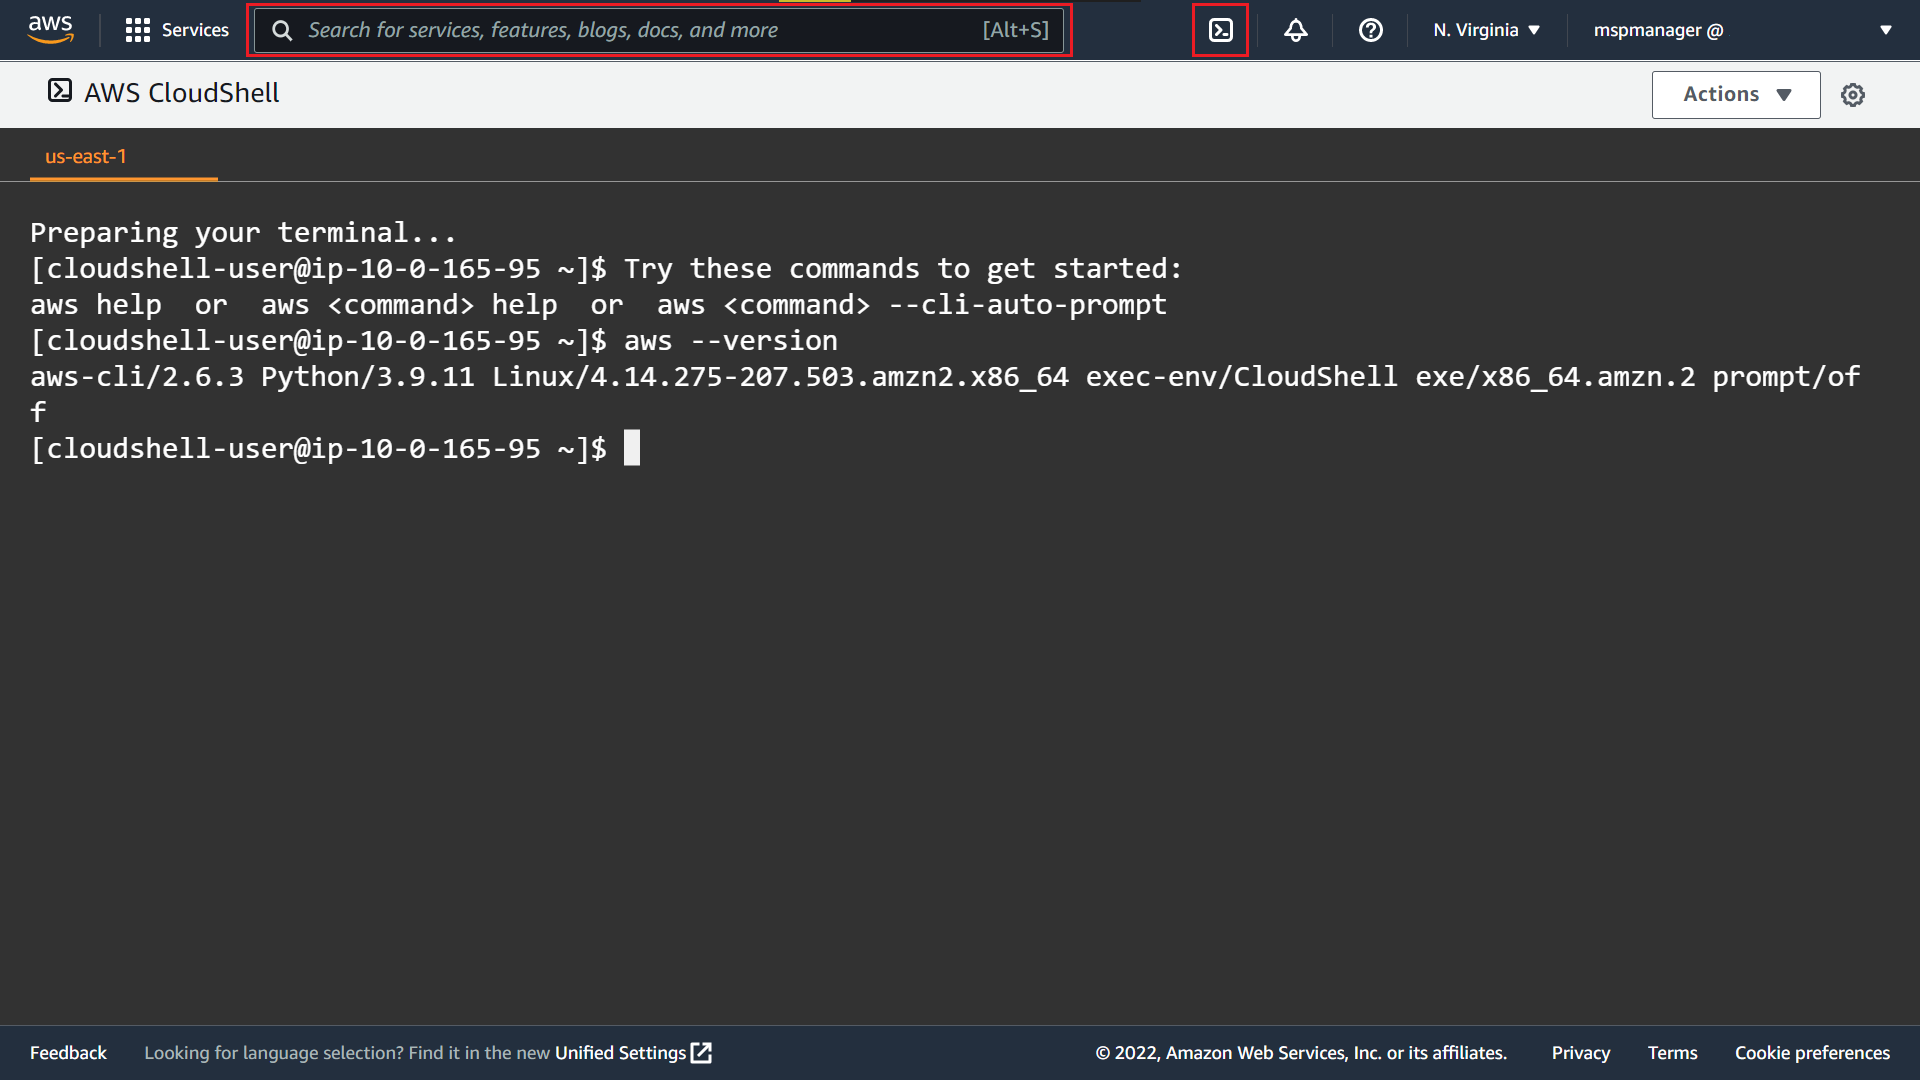 aws Services Search for services, features, blogs, docs, and more [Alt+S] N. Virginia mspmanager @
AWS CloudShell Actions
us-east-1
Preparing your terminal...
[cloudshell-user@ip-10-0-165-95 ~]$ Try these commands to get started:
aws help  or  aws <command> help  or  aws <command> --cli-auto-prompt
[cloudshell-user@ip-10-0-165-95 ~]$ aws --version
aws-cli/2.6.3 Python/3.9.11 Linux/4.14.275-207.503.amzn2.x86_64 exec-env/CloudShell exe/x86_64.amzn.2 prompt/of
f
[cloudshell-user@ip-10-0-165-95 ~]$
Feedback Looking for language selection? Find it in the new Unified Settings © 2022, Amazon Web Services, Inc. or its affiliates. Privacy Terms Cookie preferences